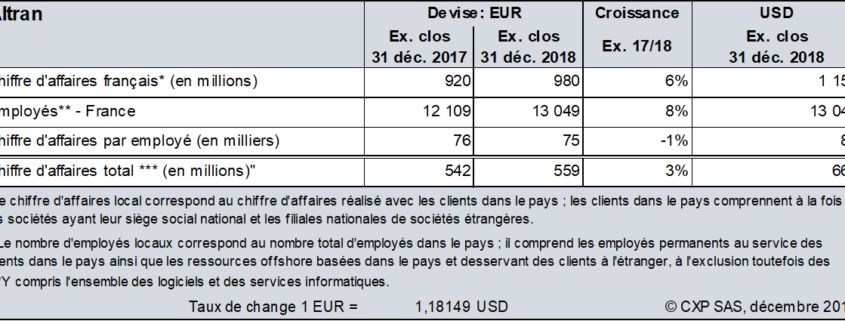 Altran Devise: EUR Croissance USD
Ex. clos Ex. clos Ex. 17/18 Ex. clos
31 déc. 2017 31 déc. 2018 31 déc. 2018
hiffre d'affaires français* (en millions) 920 980 6% 1 15
mployés** - France 12 109 13 049 8% 13 04
hiffre d'affaires par employé (en milliers) 76 75 -1% 8
hiffre d'affaires total *** (en millions)" 542 559 3% 66
e chiffre d'affaires local correspond au chiffre d'affaires réalisé avec les clients dans le pays ; les clients dans le pays comprennent à la fois
s sociétés ayant leur siège social national et les filiales nationales de sociétés étrangères.
Le nombre d'employés locaux correspond au nombre total d'employés dans le pays ; il comprend les employés permanents au service des
ents dans le pays ainsi que les ressources offshore basées dans le pays et desservant des clients à l'étranger, à l'exclusion toutefois des
*Y compris l'ensemble des logiciels et des services informatiques.
Taux de change 1 EUR = 1,18149 USD © CXP SAS, décembre 201